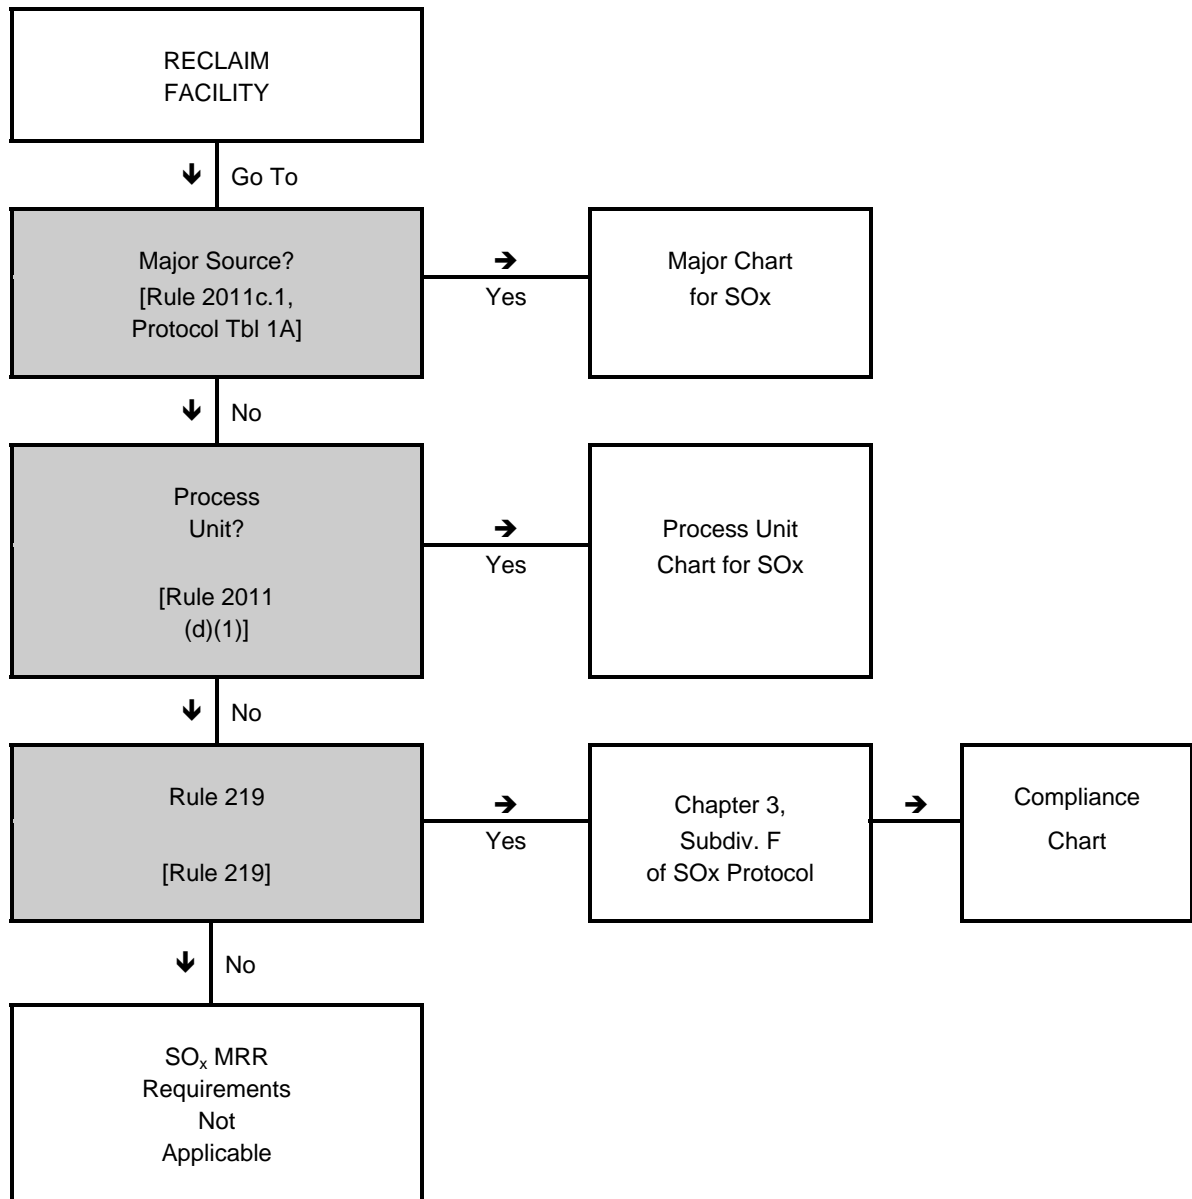 RECLAIM
FACILITY
🡻 Go To
Major Source?
[Rule 2011c.1,
Protocol Tbl 1A]
🡺
Yes
Major Chart
for SOx
🡻 No
Process
Unit?
[Rule 2011
(d)(1)]
🡺
Yes
Process Unit
Chart for SOx
🡻 No
Rule 219
[Rule 219]
🡺
Yes
Chapter 3,
Subdiv. F
of SOx Protocol
🡺
Compliance
Chart
🡻 No
SOₓ MRR
Requirements
Not
Applicable